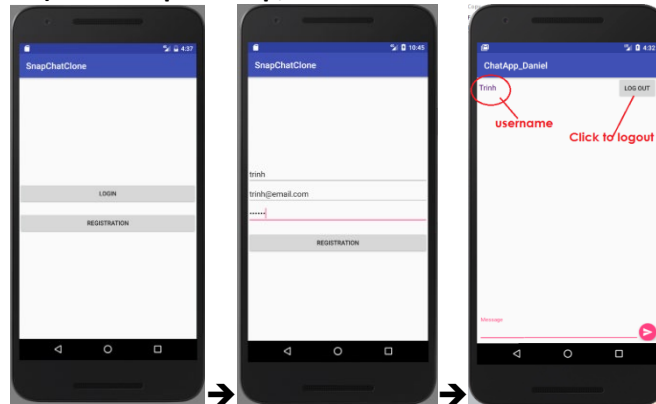 4:37
SnapChatClone
LOGIN
REGISTRATION
10:45
SnapChatClone
trinh
trinh@email.com
••••••
REGISTRATION
4:32
ChatApp_Daniel
Trinh
LOG OUT
username
Click to logout
Message